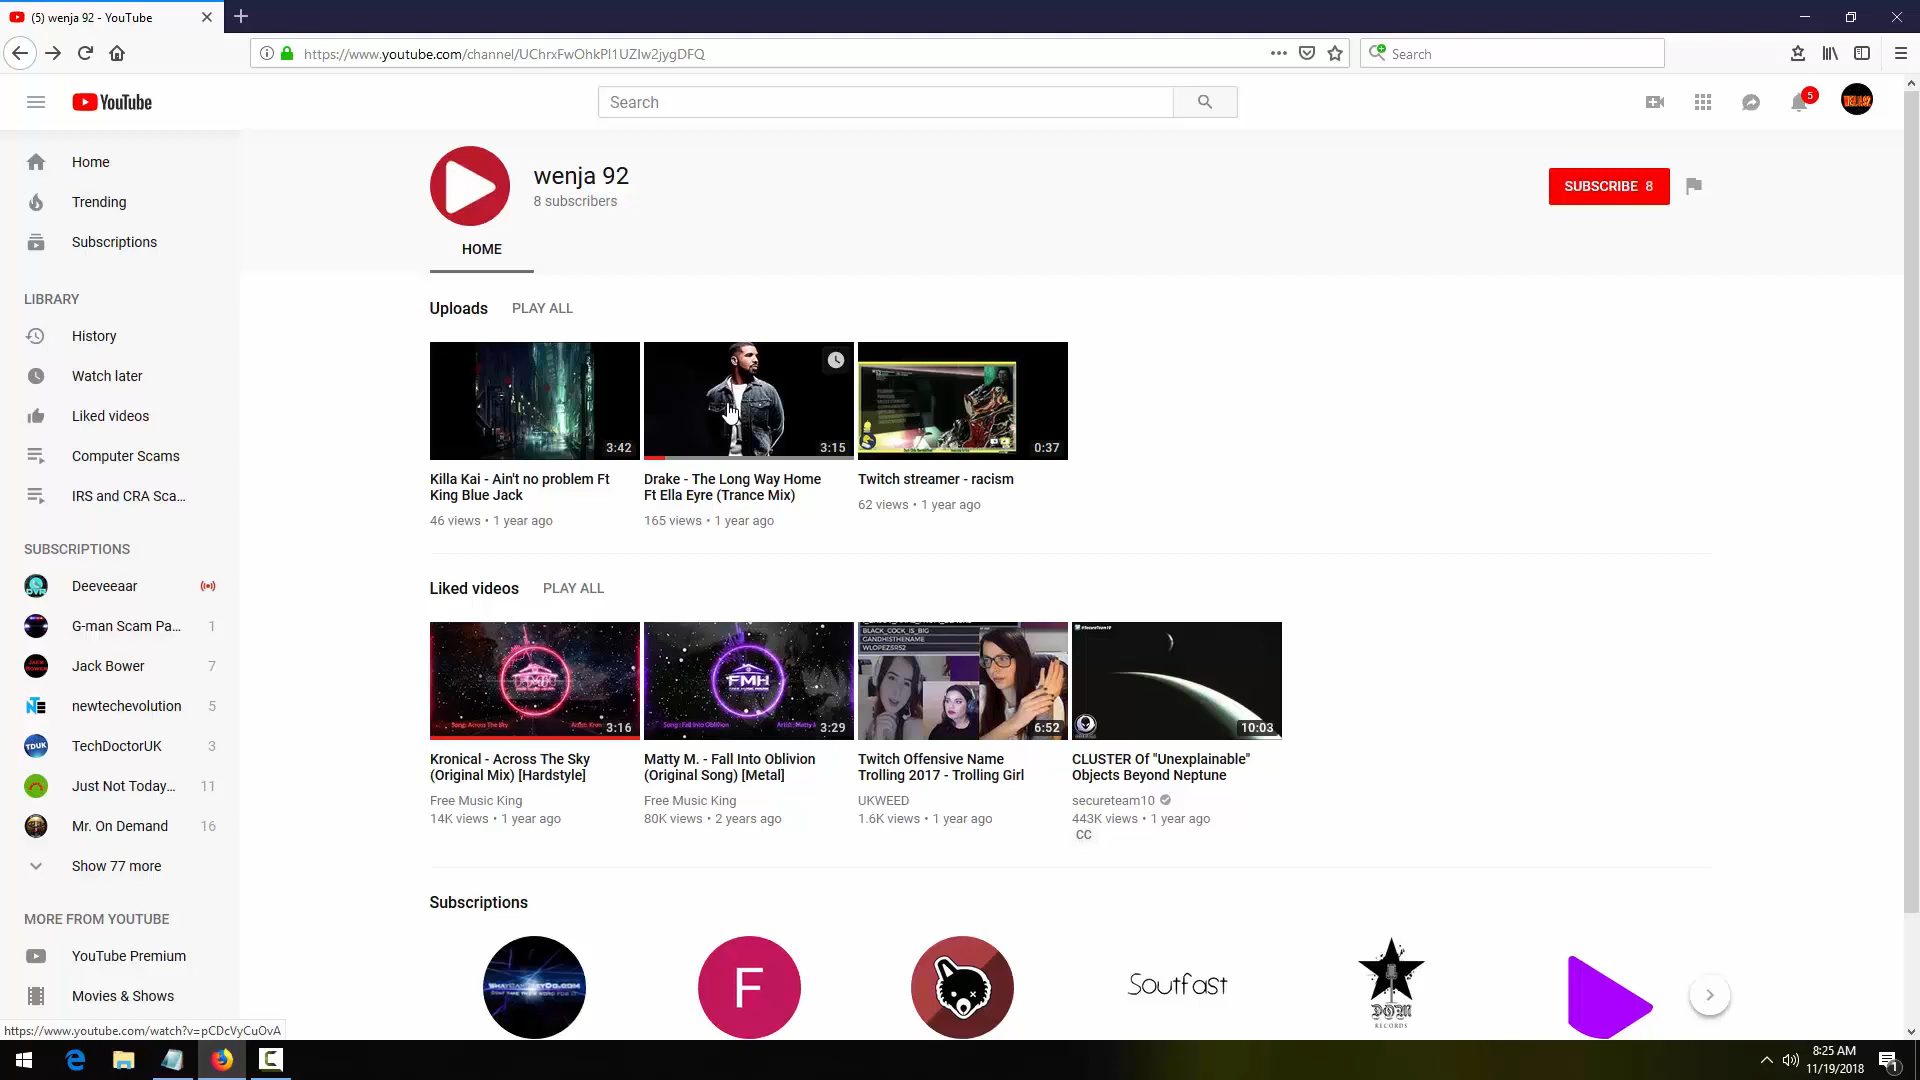 (5) wenja 92 - YouTube
https://www.youtube.com/channel/UChrxFwOhkPl1UZIw2jygDFQ
Search
YouTube
Search
5
Home
Trending
Subscriptions
LIBRARY
History
Watch later
Liked videos
Computer Scams
IRS and CRA Sca...
SUBSCRIPTIONS
Deeveeaar
G-man Scam Pa... 1
Jack Bower 7
newtechevolution 5
TechDoctorUK 3
Just Not Today... 11
Mr. On Demand 16
Show 77 more
MORE FROM YOUTUBE
YouTube Premium
Movies & Shows
wenja 92
8 subscribers
SUBSCRIBE 8
HOME
Uploads PLAY ALL
3:42
3:15
0:37
Killa Kai - Ain't no problem Ft
King Blue Jack
46 views • 1 year ago
Drake - The Long Way Home
Ft Ella Eyre (Trance Mix)
165 views • 1 year ago
Twitch streamer - racism
62 views • 1 year ago
Liked videos PLAY ALL
3:16
FMH
3:29
BLACK_COCK_IS_BIG
GANDHISTHENAME
6:52
10:03
Kronical - Across The Sky
(Original Mix) [Hardstyle]
Free Music King
14K views • 1 year ago
Matty M. - Fall Into Oblivion
(Original Song) [Metal]
Free Music King
80K views • 2 years ago
Twitch Offensive Name
Trolling 2017 - Trolling Girl
UKWEED
1.6K views • 1 year ago
CLUSTER Of "Unexplainable"
Objects Beyond Neptune
secureteam10
443K views • 1 year ago
CC
Subscriptions
F
Soutfast
DOM
RECORDS
https://www.youtube.com/watch?v=pCDcVyCuOvA
8:25 AM
11/19/2018
1